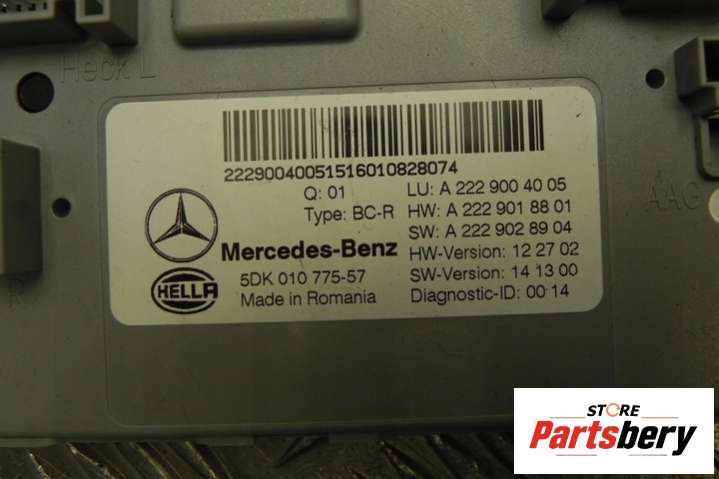 Heck L
22290040051516010828074
Q: 01
Type: BC-R
LU: A 222 900 40 05
HW: A 222 901 88 01
SW: A 222 902 89 04
HW-Version: 12 27 02
SW-Version: 14 13 00
Diagnostic-ID: 00 14
Mercedes-Benz
HELLA
5DK 010 775-57
Made in Romania
AAG
R
STORE
Partsbery